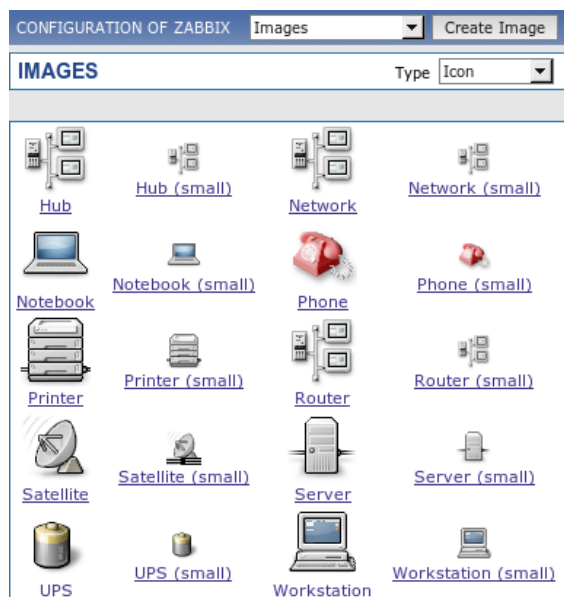 CONFIGURATION OF ZABBIX Images Create Image
IMAGES Type Icon
Hub Hub (small) Network Network (small)
Notebook Notebook (small) Phone Phone (small)
Printer Printer (small) Router Router (small)
Satellite Satellite (small) Server Server (small)
UPS UPS (small) Workstation Workstation (small)